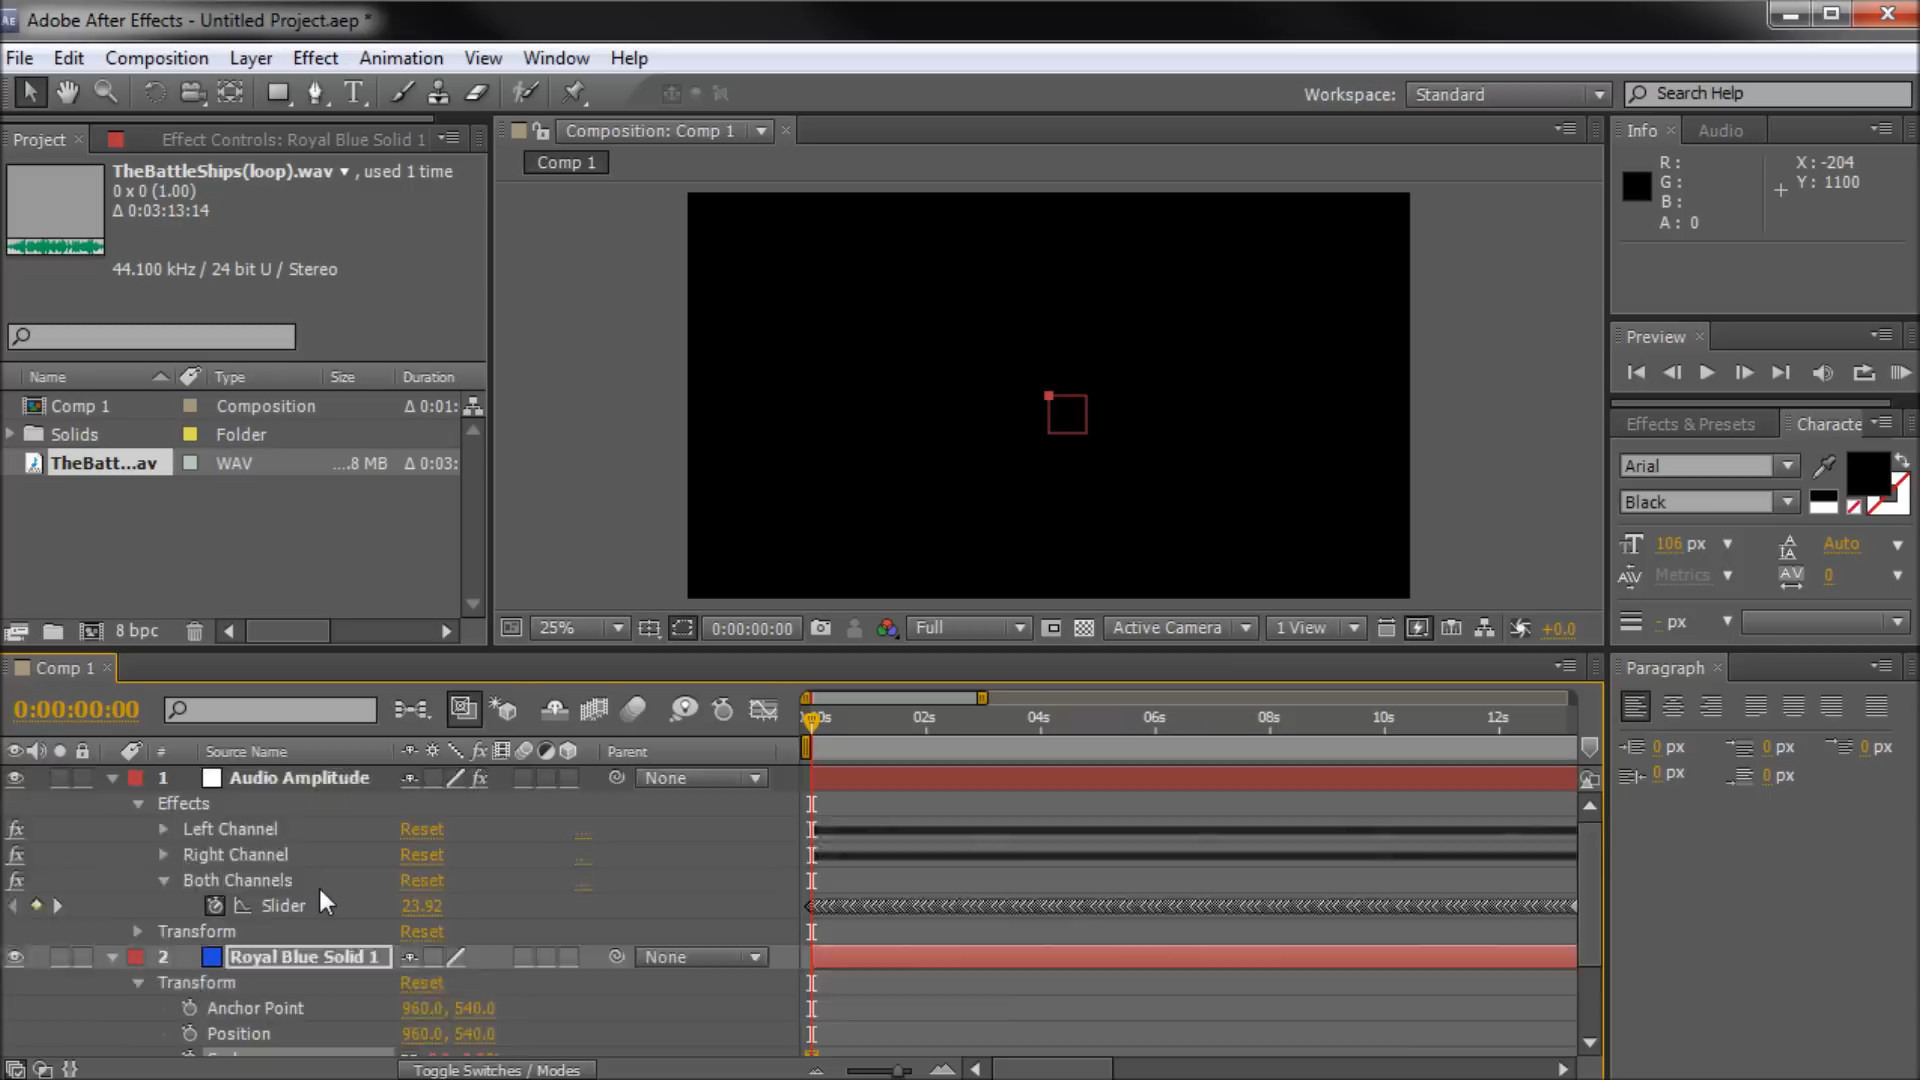 AE Adobe After Effects - Untitled Project.aep *
File Edit Composition Layer Effect Animation View Window Help
T Workspace: Standard Search Help
Project Effect Controls: Royal Blue Solid 1
Composition: Comp 1
Info Audio
Comp 1
TheBattleShips(loop).wav , used 1 time
0 x 0 (1.00)
Δ 0:03:13:14
44.100 kHz / 24 bit U / Stereo
R : X : -204
G : Y : 1100
B :
A : 0
Preview
Name Type Size Duration
Comp 1 Composition Δ 0:01:
Solids Folder
TheBatt...av WAV ....8 MB Δ 0:03:
8 bpc
Effects & Presets Characte
Arial
Black
106 px Auto
Metrics 0
- px
25% 0:00:00:00 Full Active Camera 1 View +0.0
Comp 1
Paragraph
0 px 0 px 0 px
0 px 0 px
0:00:00:00
0s 02s 04s 06s 08s 10s 12s
# Source Name fx Parent
1 Audio Amplitude fx None
Effects
fx Left Channel Reset ...
fx Right Channel Reset ...
fx Both Channels Reset ...
Slider 23.92
Transform Reset
2 Royal Blue Solid 1 None
Transform Reset
Anchor Point 960.0, 540.0
Position 960.0, 540.0
Toggle Switches / Modes